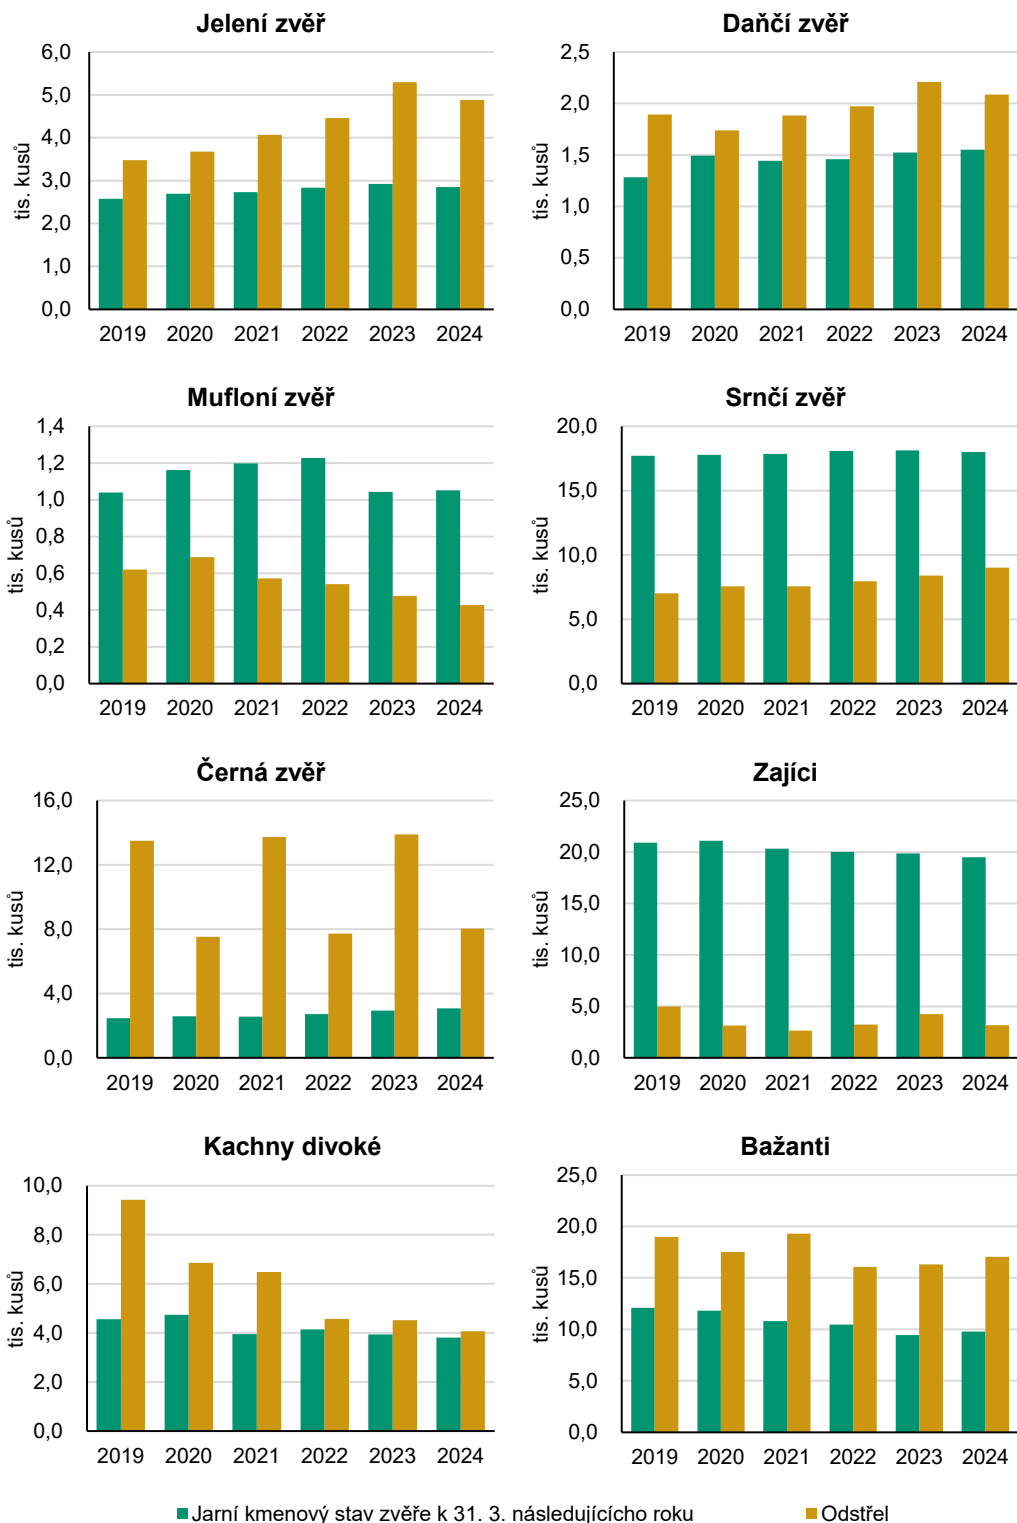 Jelení zvěř
tis. kusů
6,0
5,0
4,0
3,0
2,0
1,0
0,0
2019 2020 2021 2022 2023 2024
Daňčí zvěř
tis. kusů
2,5
2,0
1,5
1,0
0,5
0,0
2019 2020 2021 2022 2023 2024
Mufloní zvěř
tis. kusů
1,4
1,2
1,0
0,8
0,6
0,4
0,2
0,0
2019 2020 2021 2022 2023 2024
Srnčí zvěř
tis. kusů
20,0
15,0
10,0
5,0
0,0
2019 2020 2021 2022 2023 2024
Černá zvěř
tis. kusů
16,0
12,0
8,0
4,0
0,0
2019 2020 2021 2022 2023 2024
Zajíci
tis. kusů
25,0
20,0
15,0
10,0
5,0
0,0
2019 2020 2021 2022 2023 2024
Kachny divoké
tis. kusů
10,0
8,0
6,0
4,0
2,0
0,0
2019 2020 2021 2022 2023 2024
Bažanti
tis. kusů
25,0
20,0
15,0
10,0
5,0
0,0
2019 2020 2021 2022 2023 2024
Jarní kmenový stav zvěře k 31. 3. následujícícho roku
Odstřel